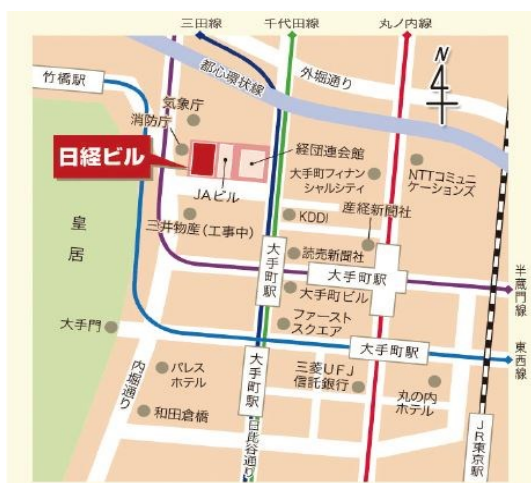 三田線
千代田線
丸ノ内線
竹橋駅
都心環状線
外堀通り
N
気象庁
消防庁
日経ビル
経団連会館
JAビル
大手町フィナン
シャルシティ
NTTコミュニ
ケーションズ
KDDI
産経新聞社
三井物産(工事中)
皇居
大手町駅
読売新聞社
大手町駅
半蔵門線
大手町ビル
ファースト
スクエア
大手門
大手町駅
東西線
大手町駅
内堀通り
パレス
ホテル
三菱UFJ
信託銀行
丸の内
ホテル
和田倉橋
日比谷通り
JR東京駅